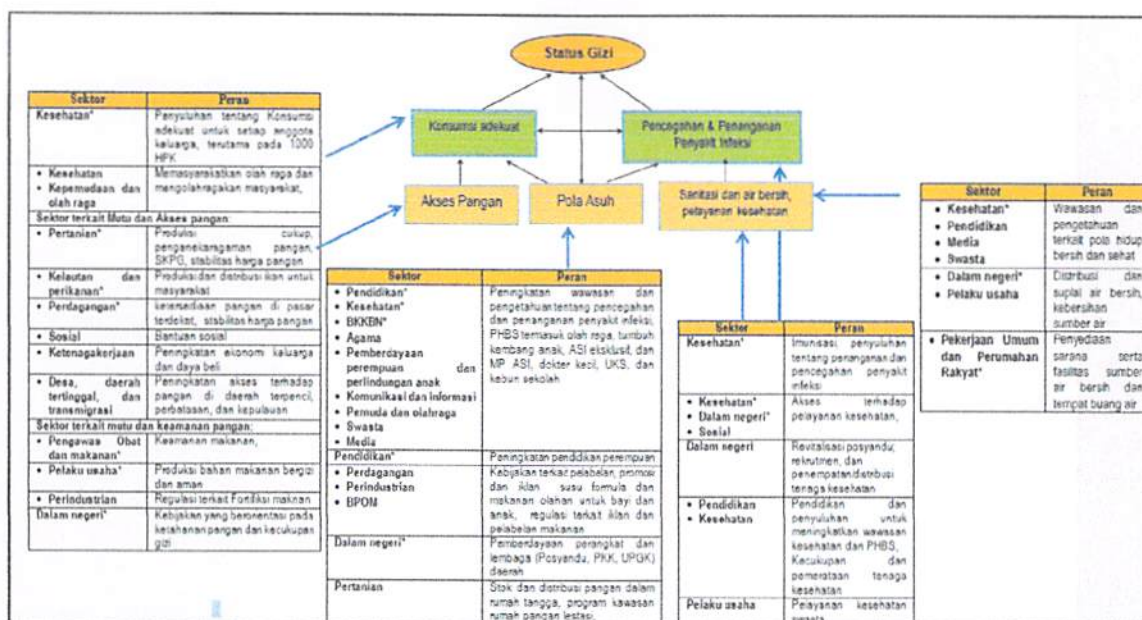 Status Gizi
Konsumsi adekuat
Pencegahan & Penanganan
Penyakit Infeksi
Akses Pangan
Pola Asuh
Sanitasi dan air bersih,
pelayanan kesehatan
Sektor Peran
Kesehatan* Penyuluhan tentang Konsumsi
adekuat untuk setiap anggota
keluarga, terutama pada 1000
HPK
• Kesehatan Memasyarakatkan olah raga dan
• Kepemudaan dan mengolahragakan masyarakat,
olah raga
Sektor terkait Mutu dan Akses pangan:
• Pertanian* Produksi cukup,
penganekaragaman pangan,
SKPG, stabilitas harga pangan
• Kelautan dan Produksi dan distribusi ikan untuk
perikanan* masyarakat
• Perdagangan* ketersediaan pangan di pasar
terdekat, stabilitas harga pangan
• Sosial Bantuan sosial
• Ketenagakerjaan Peningkatan ekonomi keluarga
dan daya beli
• Desa, daerah Peningkatan akses terhadap
tertinggal, dan pangan di daerah terpencil,
transmigrasi perbatasan, dan kepulauan
Sektor terkait mutu dan keamanan pangan:
• Pengawas Obat Keamanan makanan,
dan makanan*
• Pelaku usaha* Produksi bahan makanan bergizi
dan aman
• Perindustrian Regulasi terkait Fortifiksi maknan
Dalam negeri* Kebijakan yang berorientasi pada
ketahanan pangan dan kecukupan
gizi
Sektor Peran
• Pendidikan* Peningkatan wawasan dan
• Kesehatan* pengetahuan tentang pencegahan
• BKKBN* dan penanganan penyakit infeksi,
• Agama PHBS termasuk olah raga, tumbuh
• Pemberdayaan kembang anak, ASI eksklusif, dan
perempuan dan MP ASI, dokter kecil, UKS, dan
perlindungan anak kebun sekolah
• Komunikasi dan informasi
• Pemuda dan olahraga
• Swasta
• Media
Pendidikan* Peningkatan pendidikan perempuan
• Perdagangan Kebijakan terkait pelabelan, promosi
• Perindustrian dan iklan susu formula dan
• BPOM makanan olahan untuk bayi dan
anak, regulasi terkait iklan dan
pelabelan makanan
Dalam negeri* Pemberdayaan perangkat dan
lembaga (Posyandu, PKK, UPGK)
daerah
Pertanian Stok dan distribusi pangan dalam
rumah tangga, program kawasan
rumah pangan lestasi,
Sektor Peran
Kesehatan* Imunisasi, penyuluhan
tentang penanganan dan
pencegahan penyakit
infeksi
• Kesehatan* Akses terhadap
• Dalam negeri* pelayanan kesehatan,
• Sosial
Dalam negeri Revitalisasi posyandu,
rekrutmen, dan
penempatan/distribusi
tenaga kesehatan
• Pendidikan Pendidikan dan
• Kesehatan penyuluhan untuk
meningkatkan wawasan
kesehatan dan PHBS,
Kecukupan dan
pemerataan tenaga
kesehatan
Pelaku usaha Pelayanan kesehatan
swasta
Sektor Peran
• Kesehatan* Wawasan dan
• Pendidikan pengetahuan
• Media terkait pola hidup
• Swasta bersih dan sehat
• Dalam negeri* Distribusi dan
• Pelaku usaha suplai air bersih,
kebersihan
sumber air
• Pekerjaan Umum Penyediaan
dan Perumahan sarana serta
Rakyat* fasilitas sumber
air bersih dan
tempat buang air